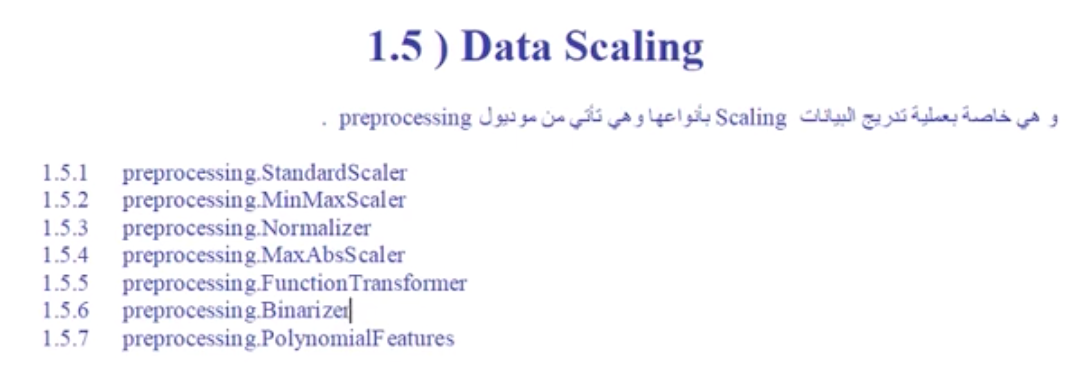 1.5 ) Data Scaling
و هي خاصة بعملية تدريج البيانات Scaling بأنواعها وهي تأتي من موديول preprocessing .
1.5.1 preprocessing.StandardScaler
1.5.2 preprocessing.MinMaxScaler
1.5.3 preprocessing.Normalizer
1.5.4 preprocessing.MaxAbsScaler
1.5.5 preprocessing.FunctionTransformer
1.5.6 preprocessing.Binarizer
1.5.7 preprocessing.PolynomialFeatures